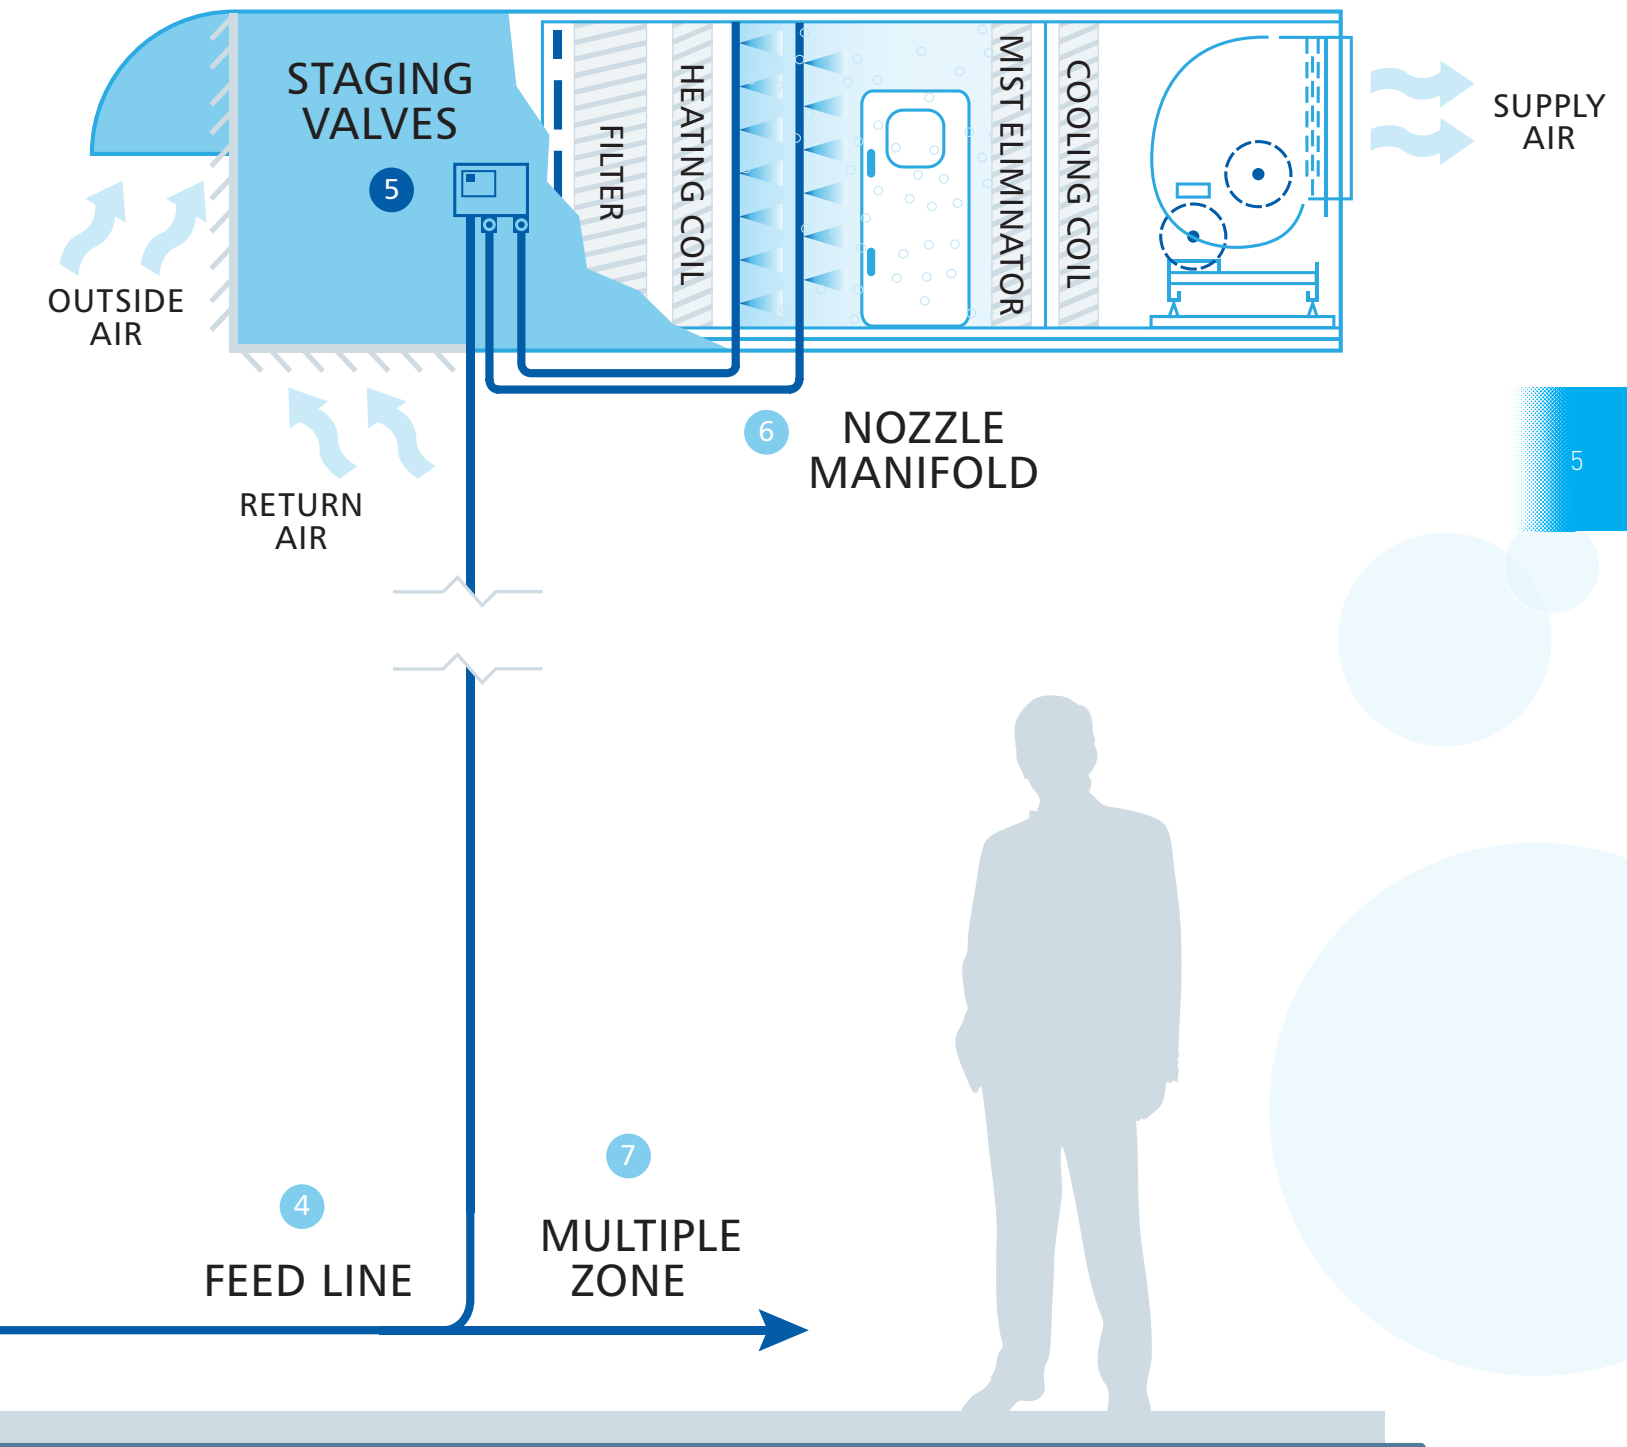 STAGING
VALVES
5
FILTER
HEATING COIL
MIST ELIMINATOR
COOLING COIL
SUPPLY
AIR
OUTSIDE
AIR
6
NOZZLE
MANIFOLD
5
RETURN
AIR
7
4
MULTIPLE
ZONE
FEED LINE